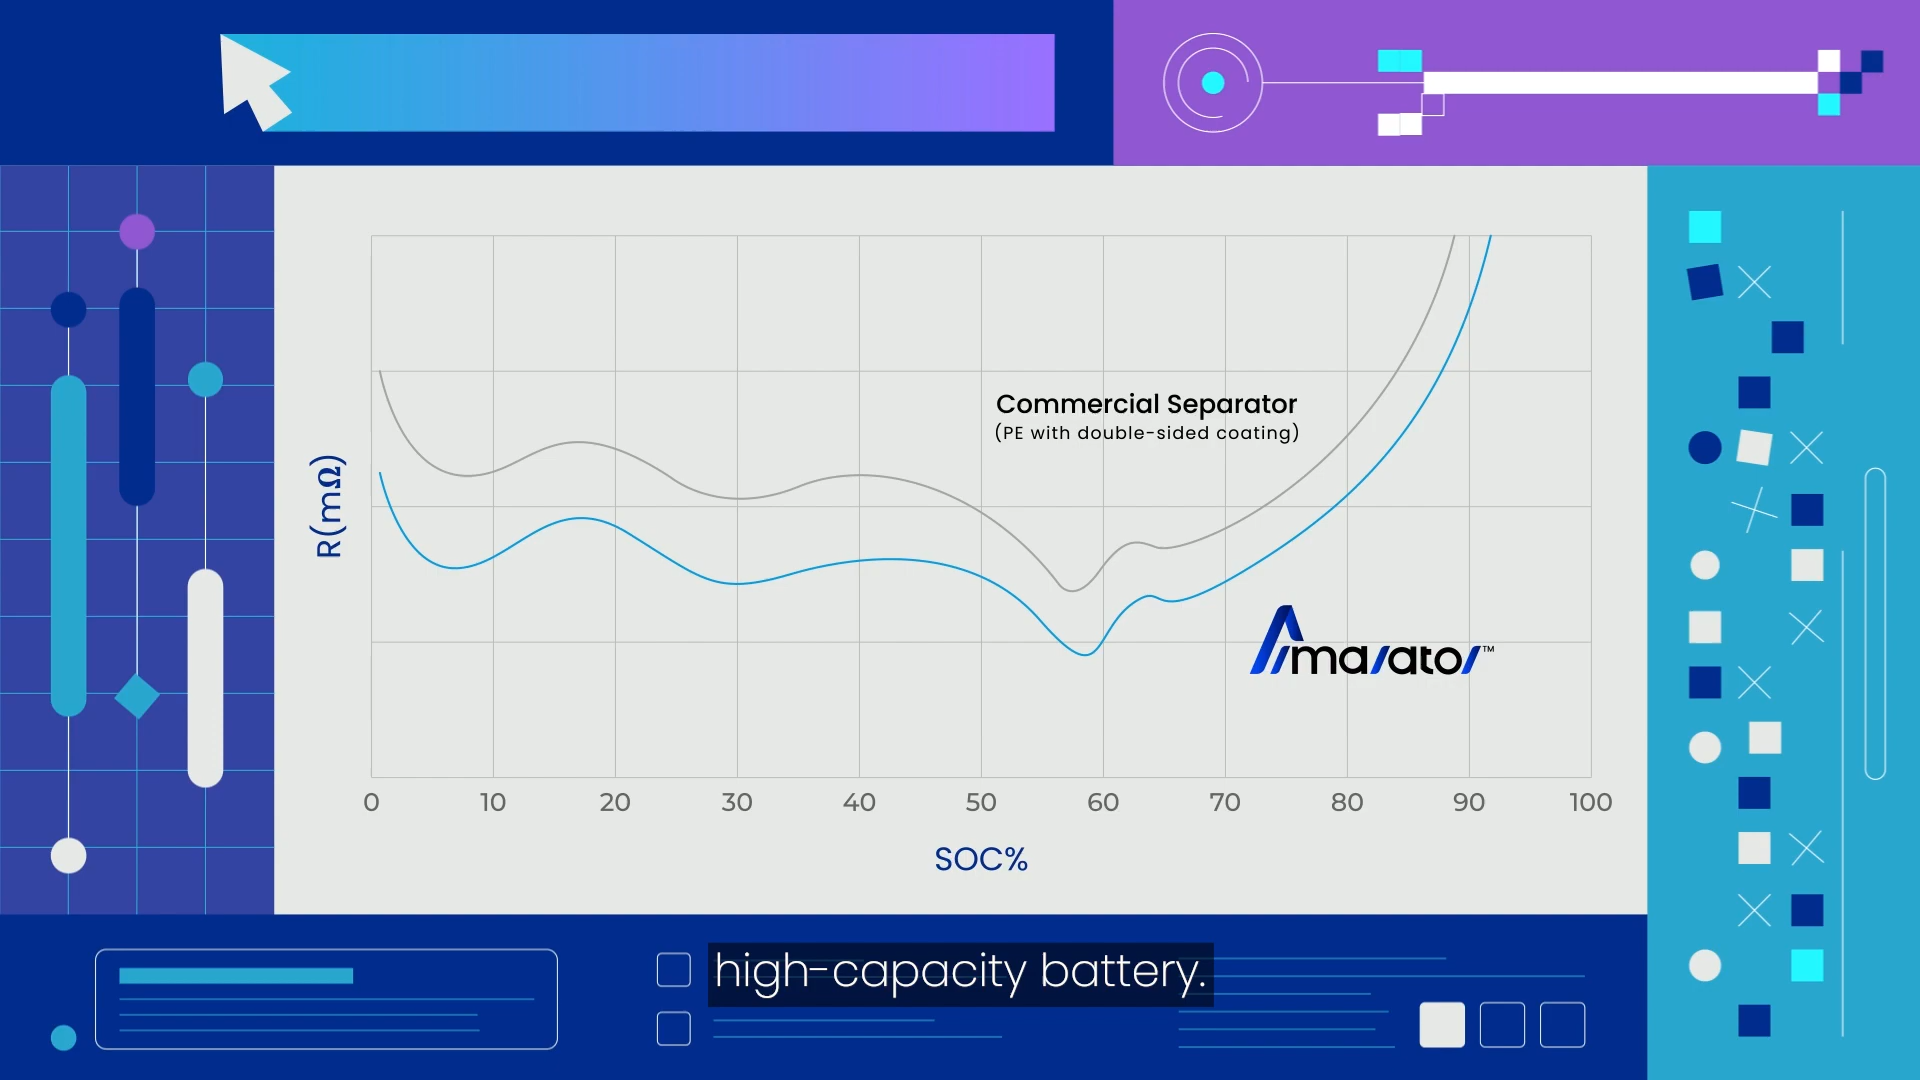 Commercial Separator
(PE with double-sided coating)
R(mΩ)
Amarator™
0 10 20 30 40 50 60 70 80 90 100
SOC%
high-capacity battery.